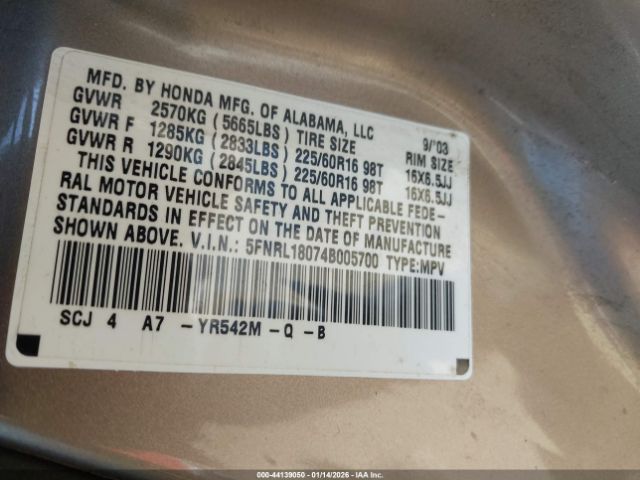 MFD. BY HONDA MFG. OF ALABAMA, LLC 9/'03
GVWR 2570KG ( 5665LBS ) TIRE SIZE RIM SIZE
GVWR F 1285KG ( 2833LBS ) 225/60R16 98T 16X6.5JJ
GVWR R 1290KG ( 2845LBS ) 225/60R16 98T 16X6.5JJ
THIS VEHICLE CONFORMS TO ALL APPLICABLE FEDE-
RAL MOTOR VEHICLE SAFETY AND THEFT PREVENTION
STANDARDS IN EFFECT ON THE DATE OF MANUFACTURE
SHOWN ABOVE. V.I.N.: 5FNRL18074B005700 TYPE:MPV
SCJ 4 A7 -YR542M -Q -B
000-44139050 - 01/14/2026 - IAA Inc.